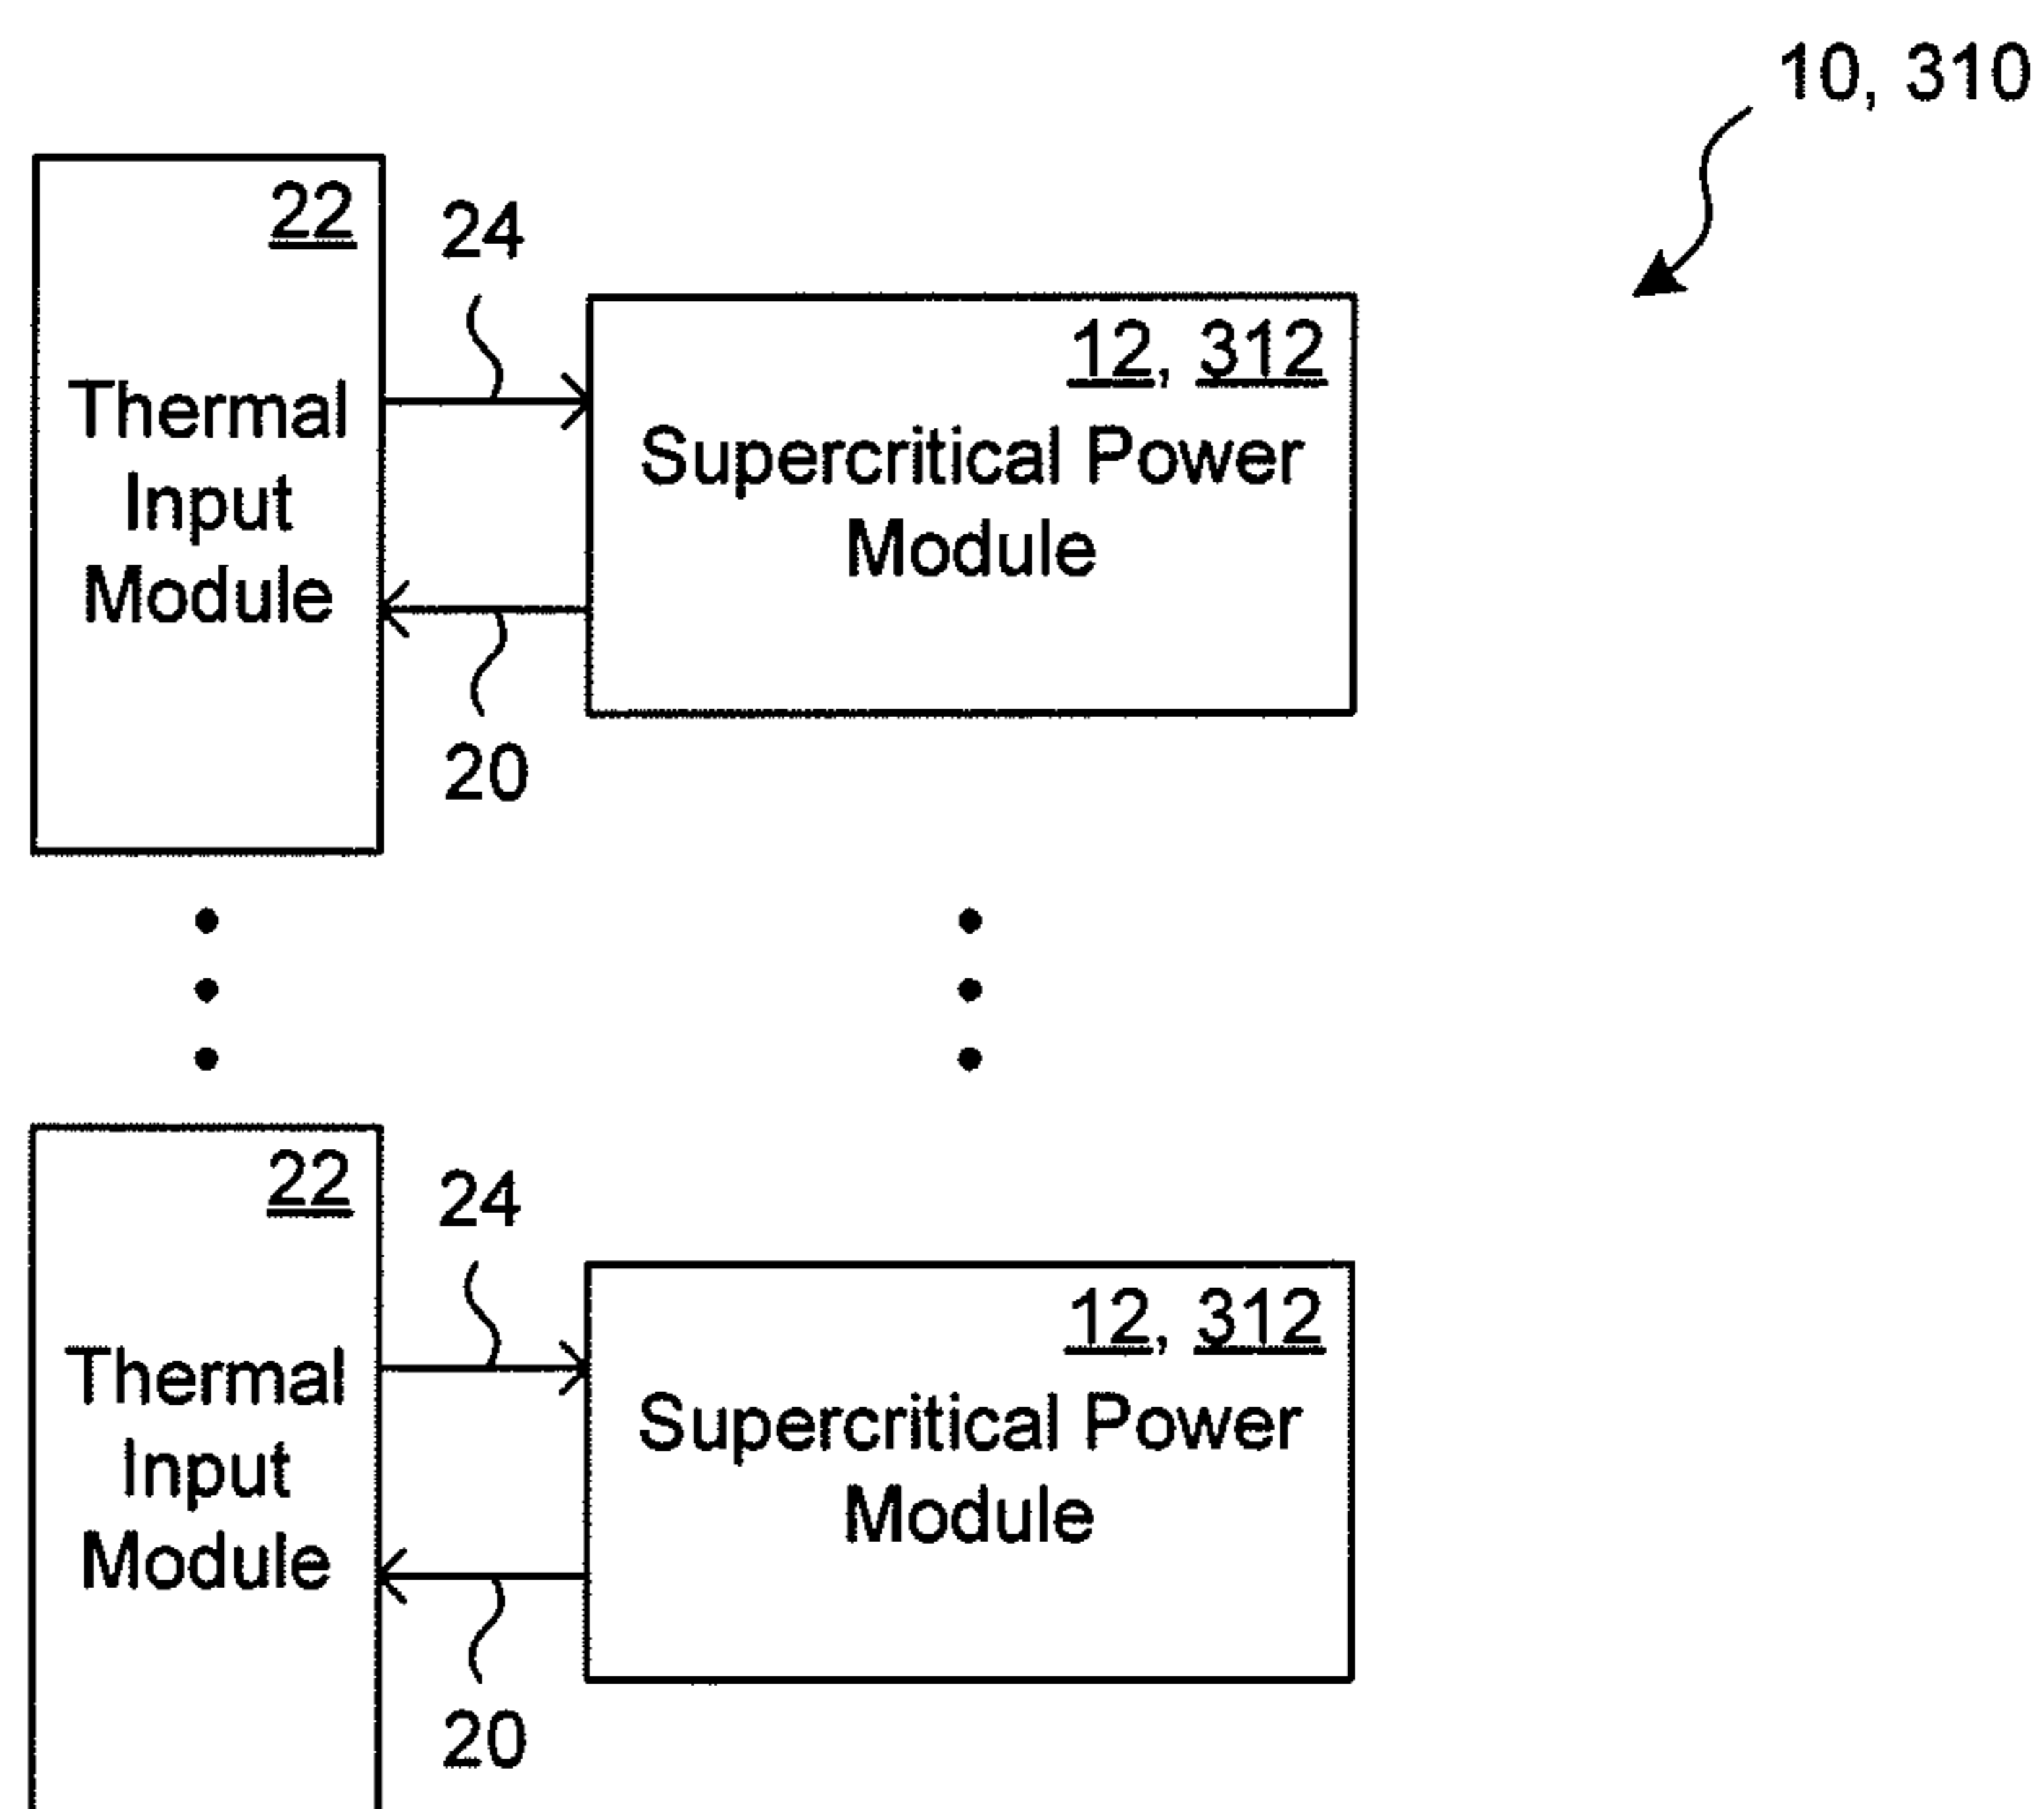 10, 310
22
24
12, 312
Thermal
Input
Module
Supercritical Power
Module
20
22
24
12, 312
Thermal
Input
Module
Supercritical Power
Module
20